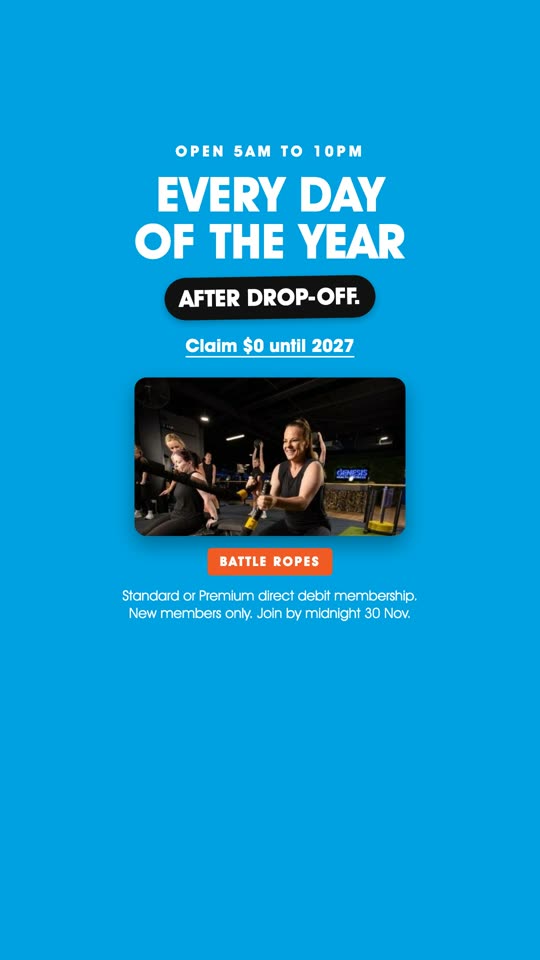 OPEN 5AM TO 10PM
EVERY DAY
OF THE YEAR
AFTER DROP-OFF.
Claim $0 until 2027
GENESIS
BATTLE ROPES
Standard or Premium direct debit membership.
New members only. Join by midnight 30 Nov.